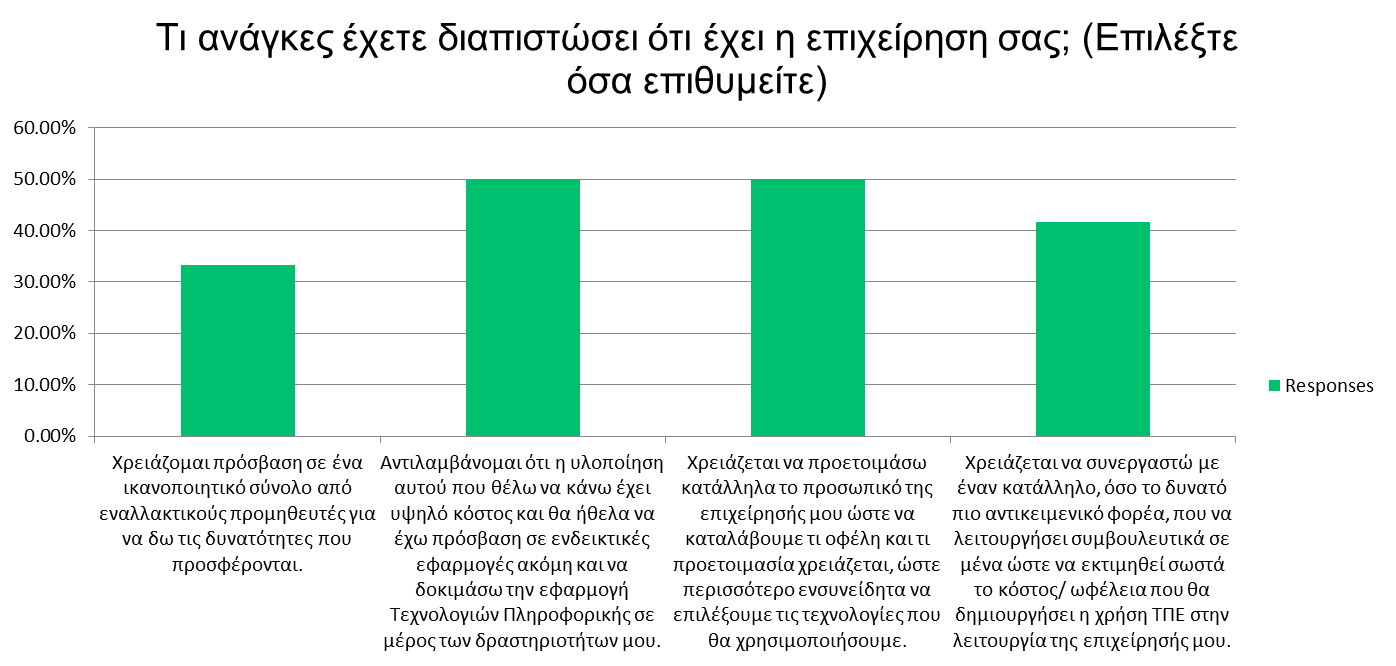 Τι ανάγκες έχετε διαπιστώσει ότι έχει η επιχείρηση σας; (Επιλέξτε
όσα επιθυμείτε)
60.00%
50.00%
40.00%
30.00%
20.00%
10.00%
0.00%
Χρειάζομαι πρόσβαση σε ένα
ικανοποιητικό σύνολο από
εναλλακτικούς προμηθευτές για
να δω τις δυνατότητες που
προσφέρονται.
Αντιλαμβάνομαι ότι η υλοποίηση
αυτού που θέλω να κάνω έχει
υψηλό κόστος και θα ήθελα να
έχω πρόσβαση σε ενδεικτικές
εφαρμογές ακόμη και να
δοκιμάσω την εφαρμογή
Τεχνολογιών Πληροφορικής σε
μέρος των δραστηριοτήτων μου.
Χρειάζεται να προετοιμάσω
κατάλληλα το προσωπικό της
επιχείρησής μου ώστε να
καταλάβουμε τι οφέλη και τι
προετοιμασία χρειάζεται, ώστε
περισσότερο ενσυνείδητα να
επιλέξουμε τις τεχνολογίες που
θα χρησιμοποιήσουμε.
Χρειάζεται να συνεργαστώ με
έναν κατάλληλο, όσο το δυνατό
πιο αντικειμενικό φορέα, που να
λειτουργήσει συμβουλευτικά σε
μένα ώστε να εκτιμηθεί σωστά
το κόστος/ ωφέλεια που θα
δημιουργήσει η χρήση ΤΠΕ στην
λειτουργία της επιχείρησής μου.
Responses